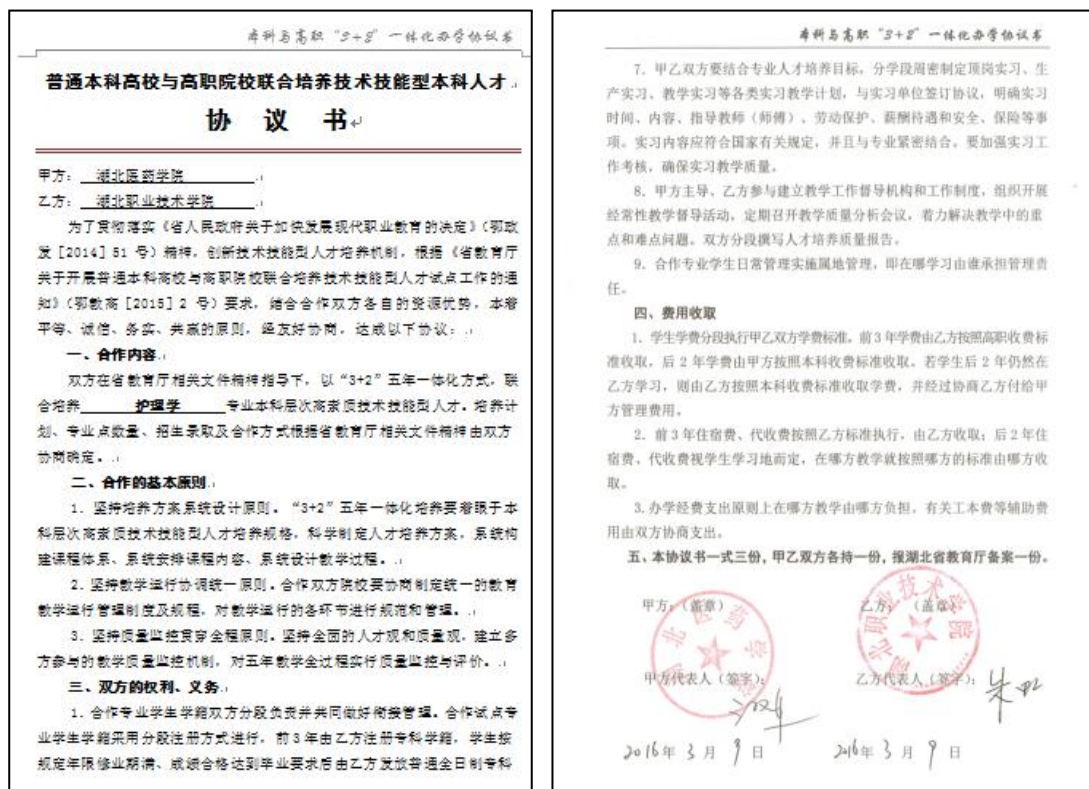 本科与高职“3+2”一体化办学协议书
普通本科高校与高职院校联合培养技术技能型本科人才
协 议 书
甲方：湖北医药学院
乙方：湖北职业技术学院
为了贯彻落实《省人民政府关于加快发展现代职业教育的决定》（鄂政
发［2014］51 号）精神，创新技术技能型人才培养机制，根据《省教育厅
关于开展普通本科高校与高职院校联合培养技术技能型人才试点工作的通
知》（鄂教高［2015］2 号）要求，结合合作双方各自的资源优势，本着
平等、诚信、务实、共赢的原则，经友好协商，达成以下协议：
一、合作内容
双方在省教育厅相关文件精神指导下，以“3+2”五年一体化方式，联
合培养 护理学 专业本科层次高素质技术技能型人才。培养计
划、专业点数量、招生录取及合作方式根据省教育厅相关文件精神由双方
协商确定。
二、合作的基本原则
1．坚持培养方案系统设计原则。“3+2”五年一体化培养要着眼于本
科层次高素质技术技能型人才培养规格，科学制定人才培养方案，系统构
建课程体系、系统安排课程内容、系统设计教学过程。
2．坚持教学运行协调统一原则。合作双方院校要协商制定统一的教育
教学运行管理制度及规程，对教学运行的各环节进行规范和管理。
3．坚持质量监控贯穿全程原则。坚持全面的人才观和质量观，建立多
方参与的教学质量监控机制，对五年教学全过程实行质量监控与评价。
三、双方的权利、义务
1．合作专业学生学籍双方分段负责并共同做好衔接管理。合作试点专
业学生学籍采用分段注册方式进行，前3年由乙方注册专科学籍，学生按
规定年限修业期满、成绩合格达到毕业要求后由乙方发放普通全日制专科
本科与高职“3+2”一体化办学协议书
7．甲乙双方要结合专业人才培养目标，分学段周密制定顶岗实习、生
产实习、教学实习等各类实习教学计划，与实习单位签订协议，明确实习
时间、内容、指导教师（师傅）、劳动保护、薪酬待遇和安全、保险等事
项。实习内容应符合国家有关规定，并且与专业紧密结合。要加强实习工
作考核，确保实习教学质量。
8．甲方主导、乙方参与建立教学工作督导机构和工作制度，组织开展
经常性教学督导活动，定期召开教学质量分析会议，着力解决教学中的重
点和难点问题。双方分段撰写人才培养质量报告。
9．合作专业学生日常管理实施属地管理，即在哪学习由谁承担管理责
任。
四、费用收取
1．学生学费分段执行甲乙双方学费标准，前3年学费由乙方按照高职收费标
准收取，后 2 年学费由甲方按照本科收费标准收取。若学生后 2 年仍然在
乙方学习，则由乙方按照本科收费标准收取学费，并经过协商乙方付给甲
方管理费用。
2．前 3 年住宿费、代收费按照乙方标准执行，由乙方收取；后 2 年住
宿费、代收费视学生学习地而定，在哪方教学就按照哪方的标准由哪方收
取。
3．办学经费支出原则上在哪方教学由哪方负担，有关工本费等辅助费
用由双方协商支出。
五、本协议书一式三份，甲乙双方各持一份，报湖北省教育厅备案一份。
甲方：（盖章） 乙方：（盖章）
湖北医药学院
湖北职业技术学院
甲方代表人（签字）： 乙方代表人（签字）：
2016年 3 月 9 日 2016年 3 月 9 日